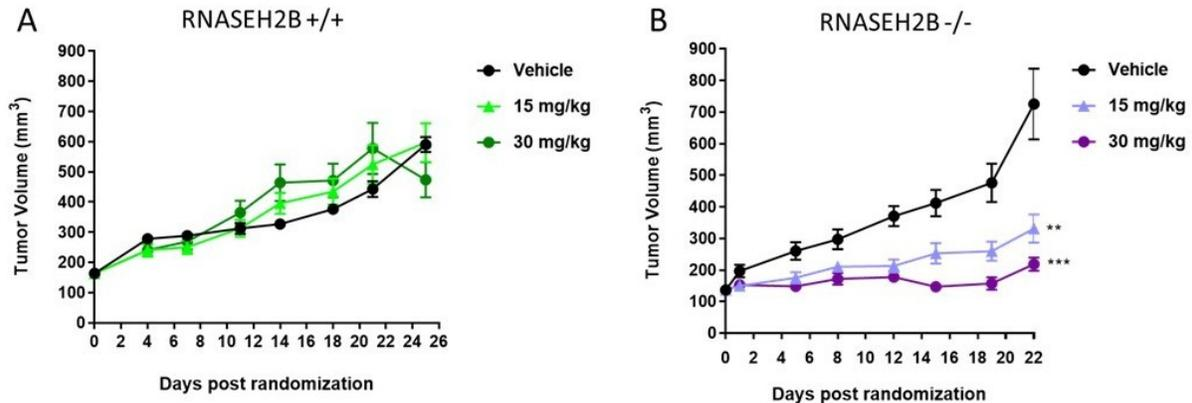 A
RNASEH2B +/+
900
800
700
600
500
400
300
200
100
0
Tumor Volume (mm³)
0 2 4 6 8 10 12 14 16 18 20 22 24 26
Days post randomization
Vehicle
15 mg/kg
30 mg/kg
B
RNASEH2B -/-
900
800
700
600
500
400
300
200
100
0
Tumor Volume (mm³)
0 2 4 6 8 10 12 14 16 18 20 22
Days post randomization
Vehicle
15 mg/kg
30 mg/kg
**
***